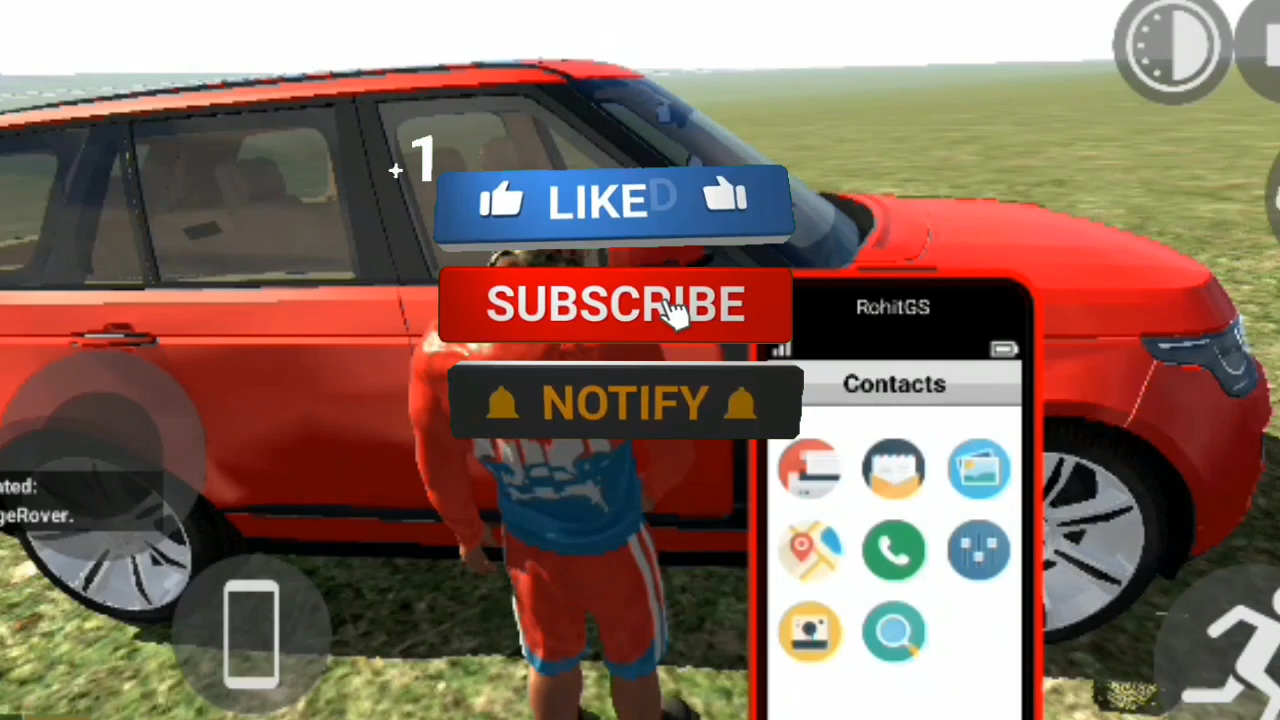 +1
LIKED
SUBSCRIBE
RohitGS
Contacts
NOTIFY
ated:
geRover.